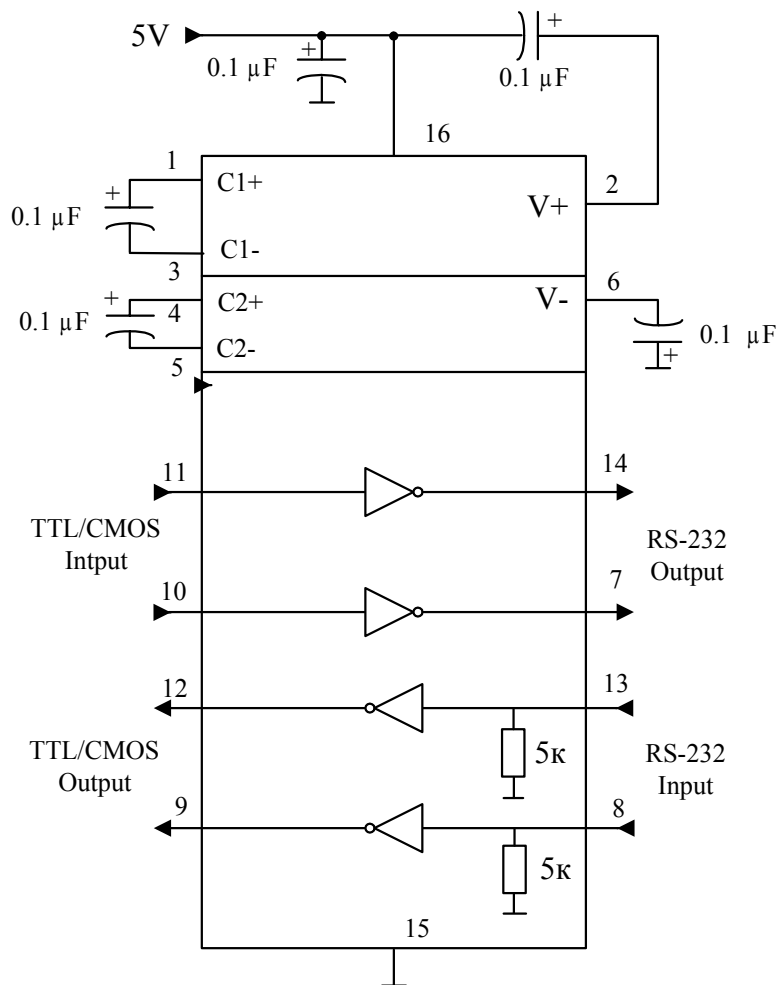 5V
+
0.1 µF
+
0.1 µF
16
1
C1+
2
+
V+
0.1 µF
C1-
3
6
+
4
C2+
V-
0.1 µF
0.1 µF
C2-
+
5
11
14
TTL/CMOS
Intput
RS-232
Output
10
7
12
13
TTL/CMOS
Output
5к
RS-232
Input
9
8
5к
15